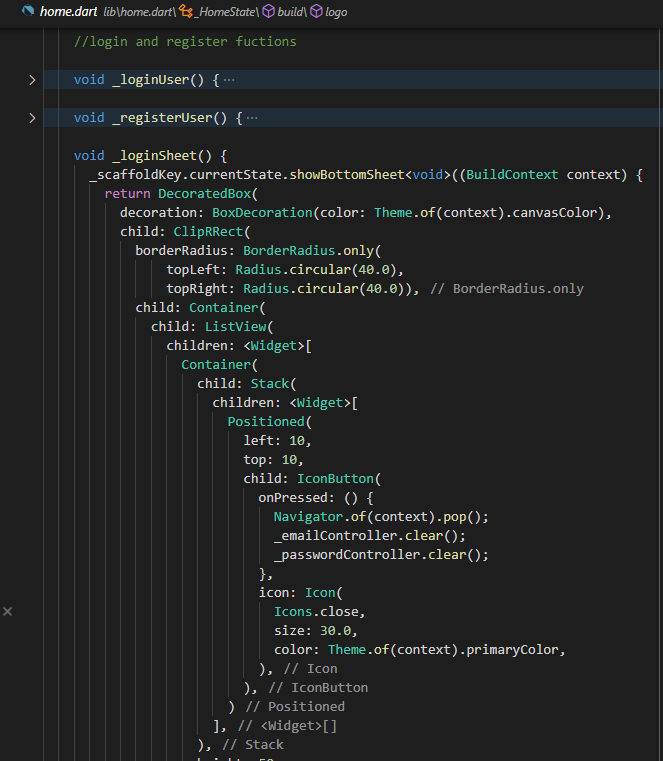 home.dart lib\home.dart\ _HomeState\ build\ logo
//login and register fuctions
void _loginUser() { ...
void _registerUser() { ...
void _loginSheet() {
_scaffoldKey.currentState.showBottomSheet<void>((BuildContext context) {
return DecoratedBox(
decoration: BoxDecoration(color: Theme.of(context).canvasColor),
child: ClipRRect(
borderRadius: BorderRadius.only(
topLeft: Radius.circular(40.0),
topRight: Radius.circular(40.0)), // BorderRadius.only
child: Container(
child: ListView(
children: <Widget>[
Container(
child: Stack(
children: <Widget>[
Positioned(
left: 10,
top: 10,
child: IconButton(
onPressed: () {
Navigator.of(context).pop();
_emailController.clear();
_passwordController.clear();
},
icon: Icon(
Icons.close,
size: 30.0,
color: Theme.of(context).primaryColor,
), // Icon
), // IconButton
) // Positioned
], // <Widget>[]
), // Stack